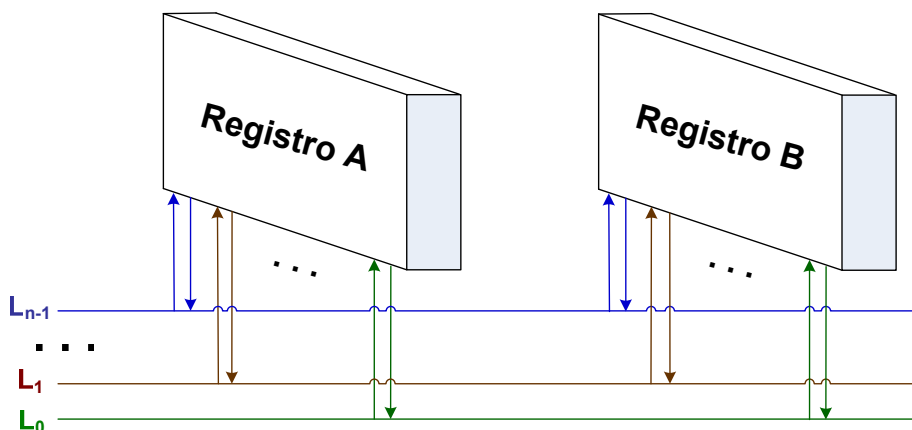 Registro A
Registro B
. . .
. . .
Lₙ₋₁
. . .
L₁
L₀